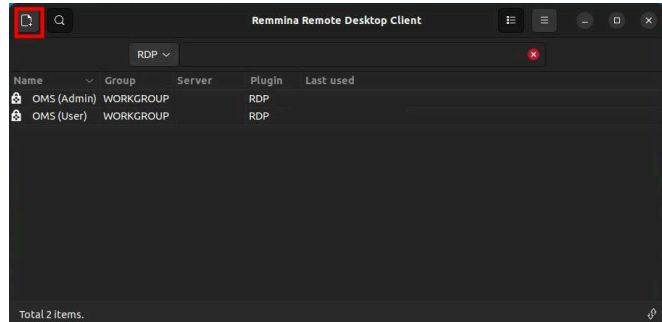 Remmina Remote Desktop Client
RDP
Name Group Server Plugin Last used
OMS (Admin) WORKGROUP RDP
OMS (User) WORKGROUP RDP
Total 2 items.